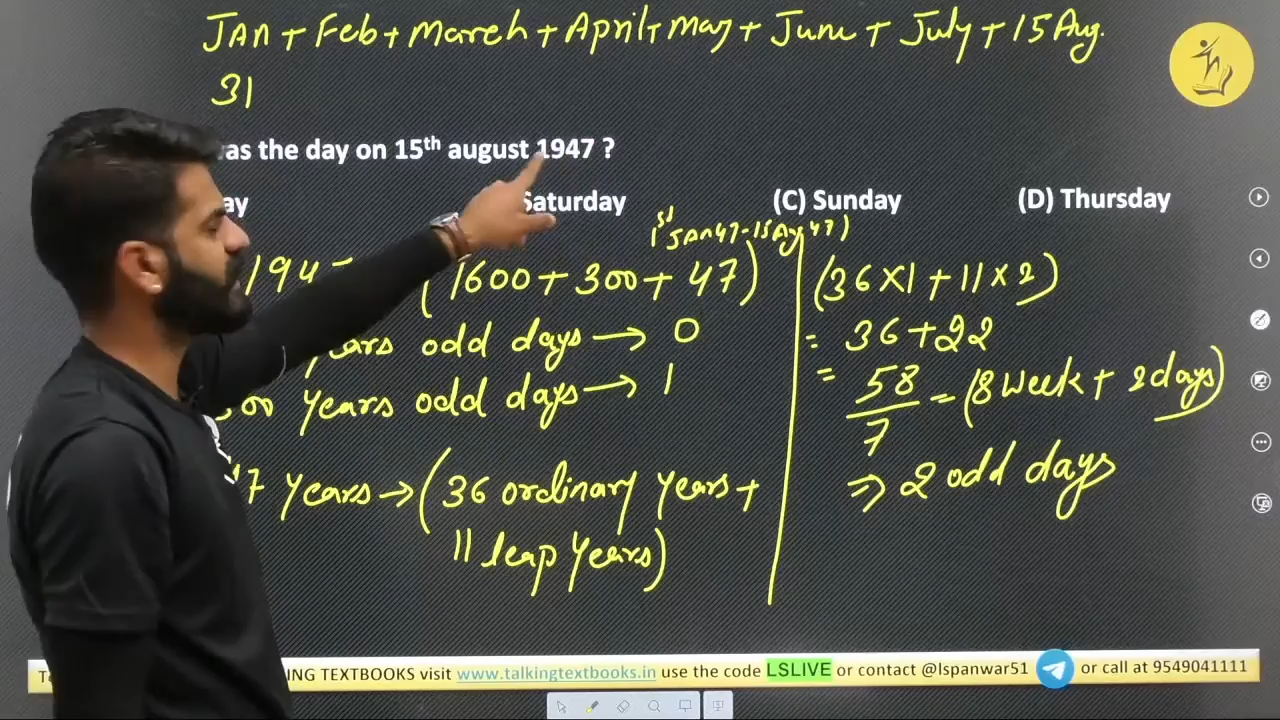 JAN + Feb + March + April + May + June + July + 15 Aug.
31
was the day on 15th august 1947 ?
Saturday (C) Sunday (D) Thursday
1st JAN 47 - 15 Aug 47)
(1600 + 300 + 47) (36 X 1 + 11 X 2)
odd days → 0 = 36 + 22
years odd days → 1 = 58/7 = (8 week + 2 days)
7 years → (36 ordinary years + ⇒ 2 odd days
11 leap years)
TEXTBOOKS visit www.talkingtextbooks.in use the code LSLIVE or contact @lspanwar51 or call at 9549041111